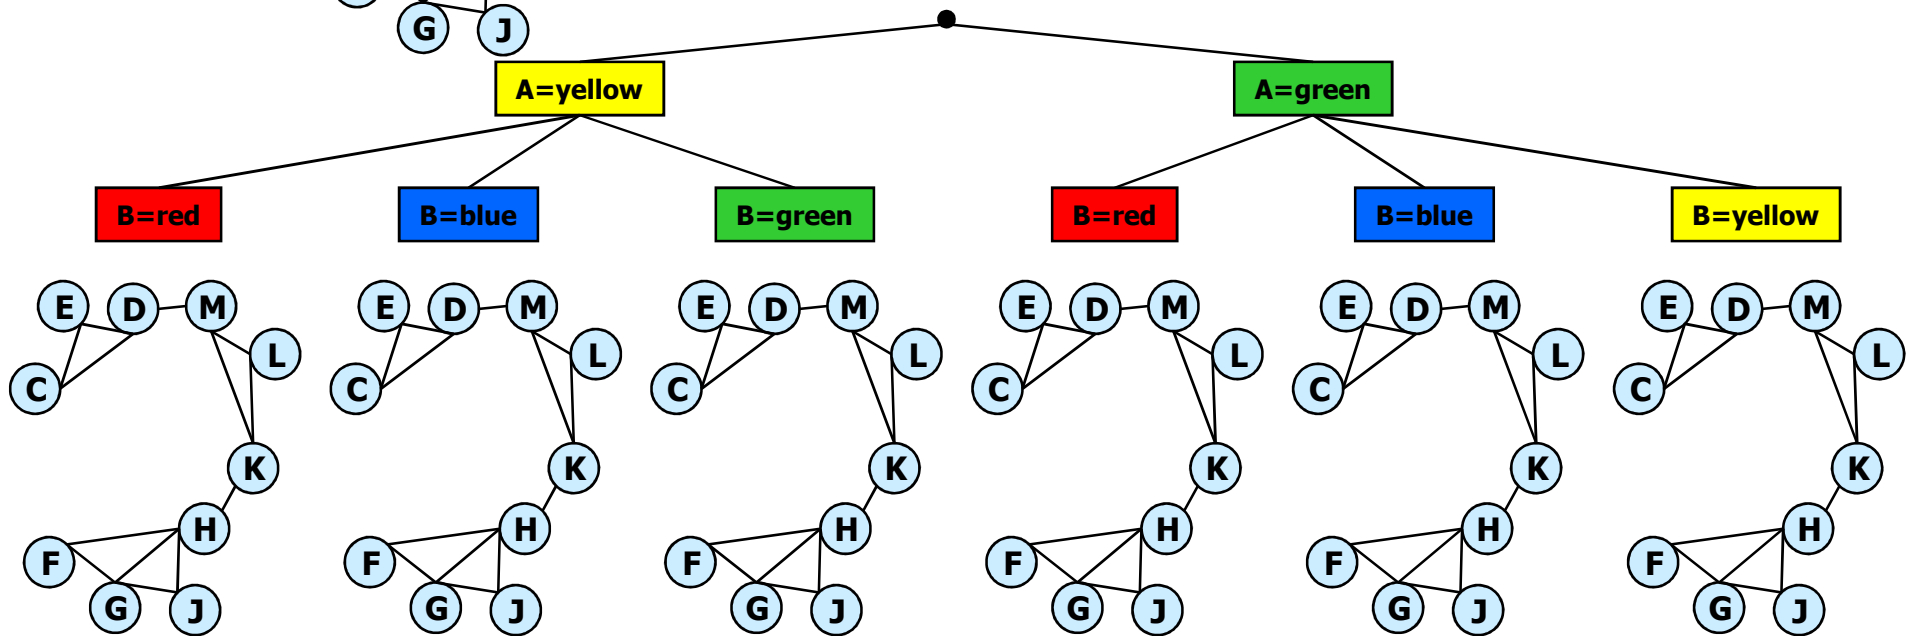 G J
A=yellow A=green
B=red B=blue B=green B=red B=blue B=yellow
E D M E D M E D M E D M E D M E D M
L L L L L L
C C C C C C
K K K K K K
H H H H H H
F F F F F F
G J G J G J G J G J G J